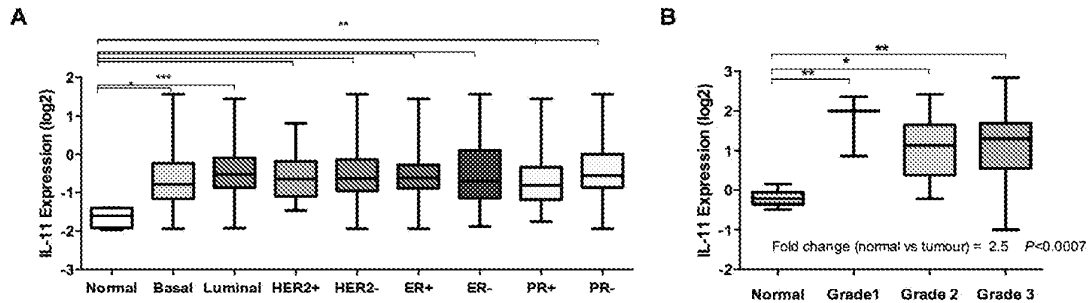 A
**
***
*
IL-11 Expression (log2)
2
1
-0
-1
-2
-3
Normal Basal Luminal HER2+ HER2- ER+ ER- PR+ PR-
B
**
*
**
IL-11 Expression (log2)
3
2
1
0
-1
-2
Fold change (normal vs tumour) = 2.5 P<0.0007
Normal Grade1 Grade 2 Grade 3